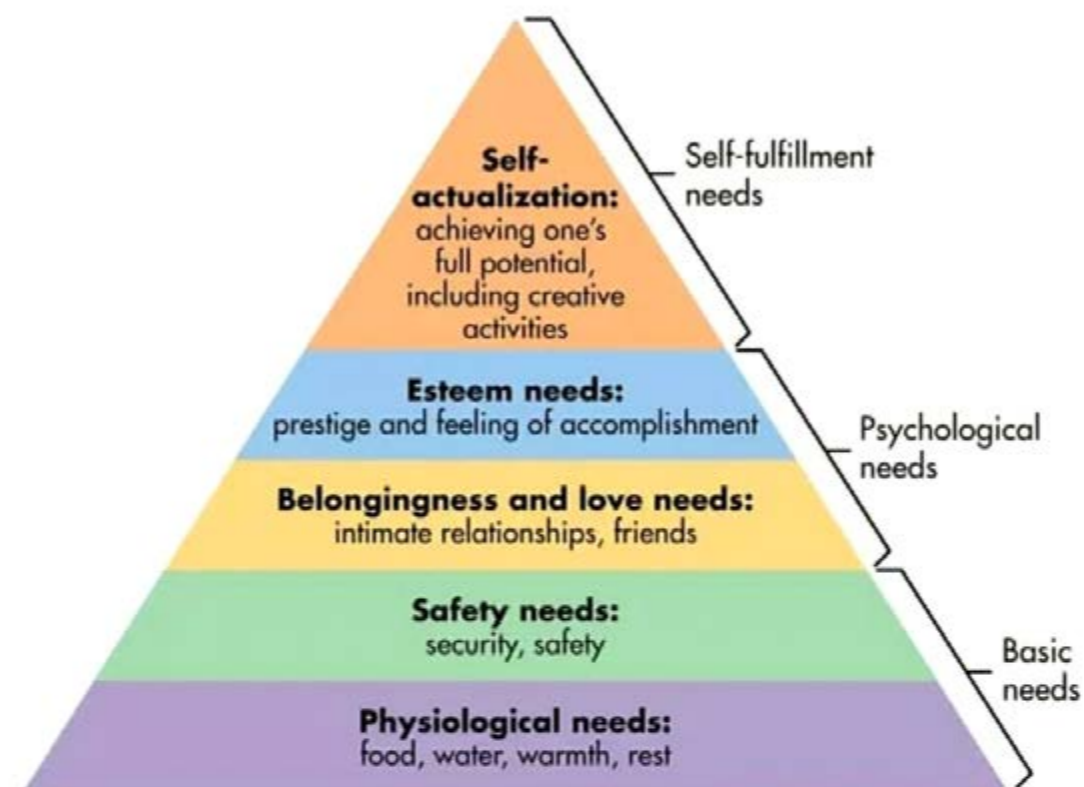 Self-
actualization:
achieving one's
full potential,
including creative
activities
Self-fulfillment
needs
Esteem needs:
prestige and feeling of accomplishment
Psychological
needs
Belongingness and love needs:
intimate relationships, friends
Safety needs:
security, safety
Basic
needs
Physiological needs:
food, water, warmth, rest